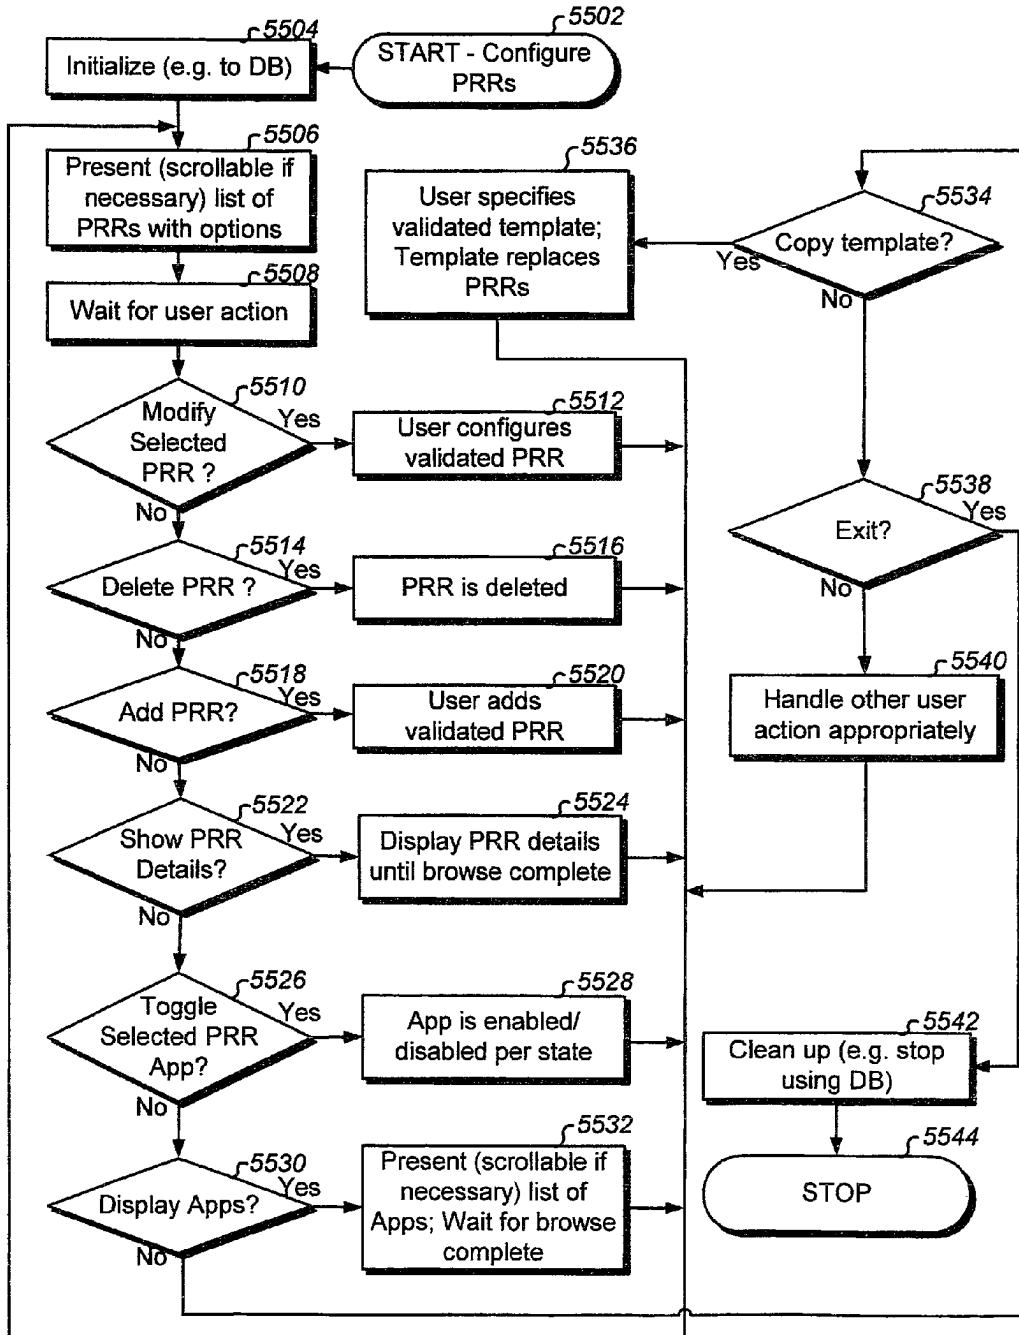 5502
START - Configure
PRRs
5504
Initialize (e.g. to DB)
5506
Present (scrollable if
necessary) list of
PRRs with options
5508
Wait for user action
5510
Modify
Selected
PRR ?
Yes
No
5512
User configures
validated PRR
5514
Delete PRR ?
Yes
No
5516
PRR is deleted
5518
Add PRR?
Yes
No
5520
User adds
validated PRR
5522
Show PRR
Details?
Yes
No
5524
Display PRR details
until browse complete
5526
Toggle
Selected PRR
App?
Yes
No
5528
App is enabled/
disabled per state
5530
Display Apps?
Yes
No
5532
Present (scrollable if
necessary) list of
Apps; Wait for browse
complete
5534
Copy template?
Yes
No
5536
User specifies
validated template;
Template replaces
PRRs
5538
Exit?
Yes
No
5540
Handle other user
action appropriately
5542
Clean up (e.g. stop
using DB)
5544
STOP